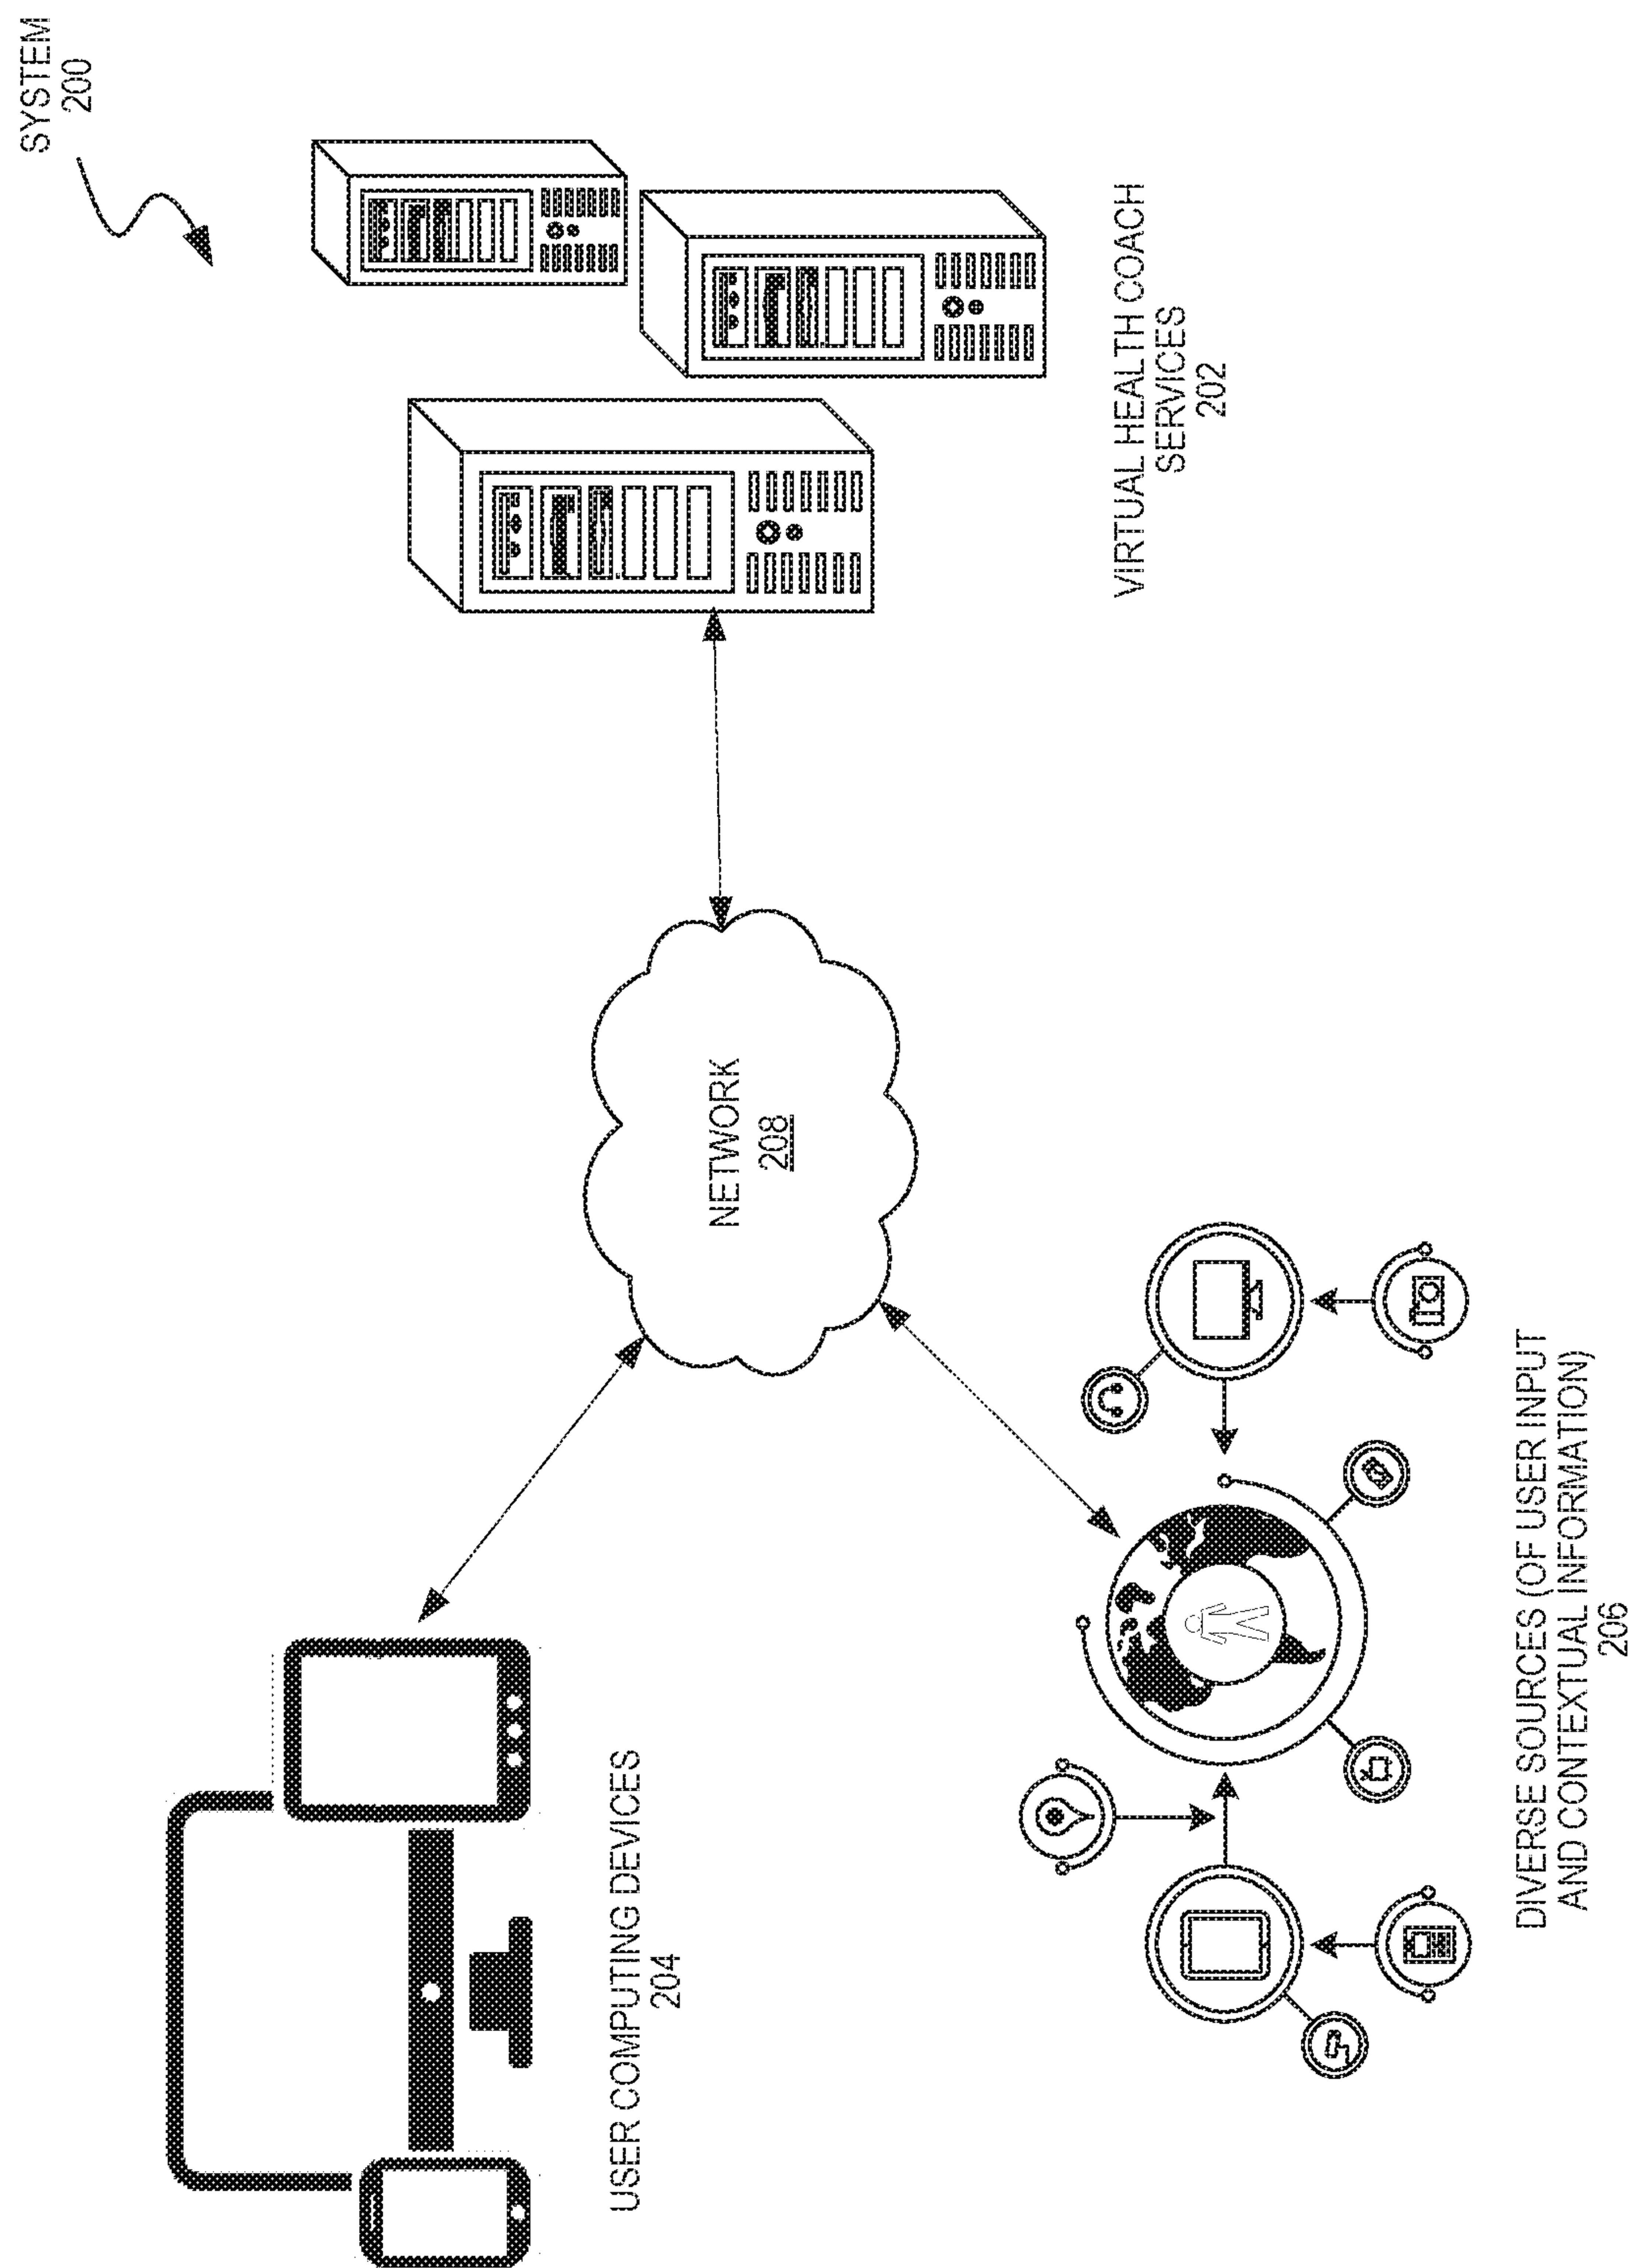 SYSTEM
200
VIRTUAL HEALTH COACH
SERVICES
202
NETWORK
208
USER COMPUTING DEVICES
204
DIVERSE SOURCES (OF USER INPUT
AND CONTEXTUAL INFORMATION)
206